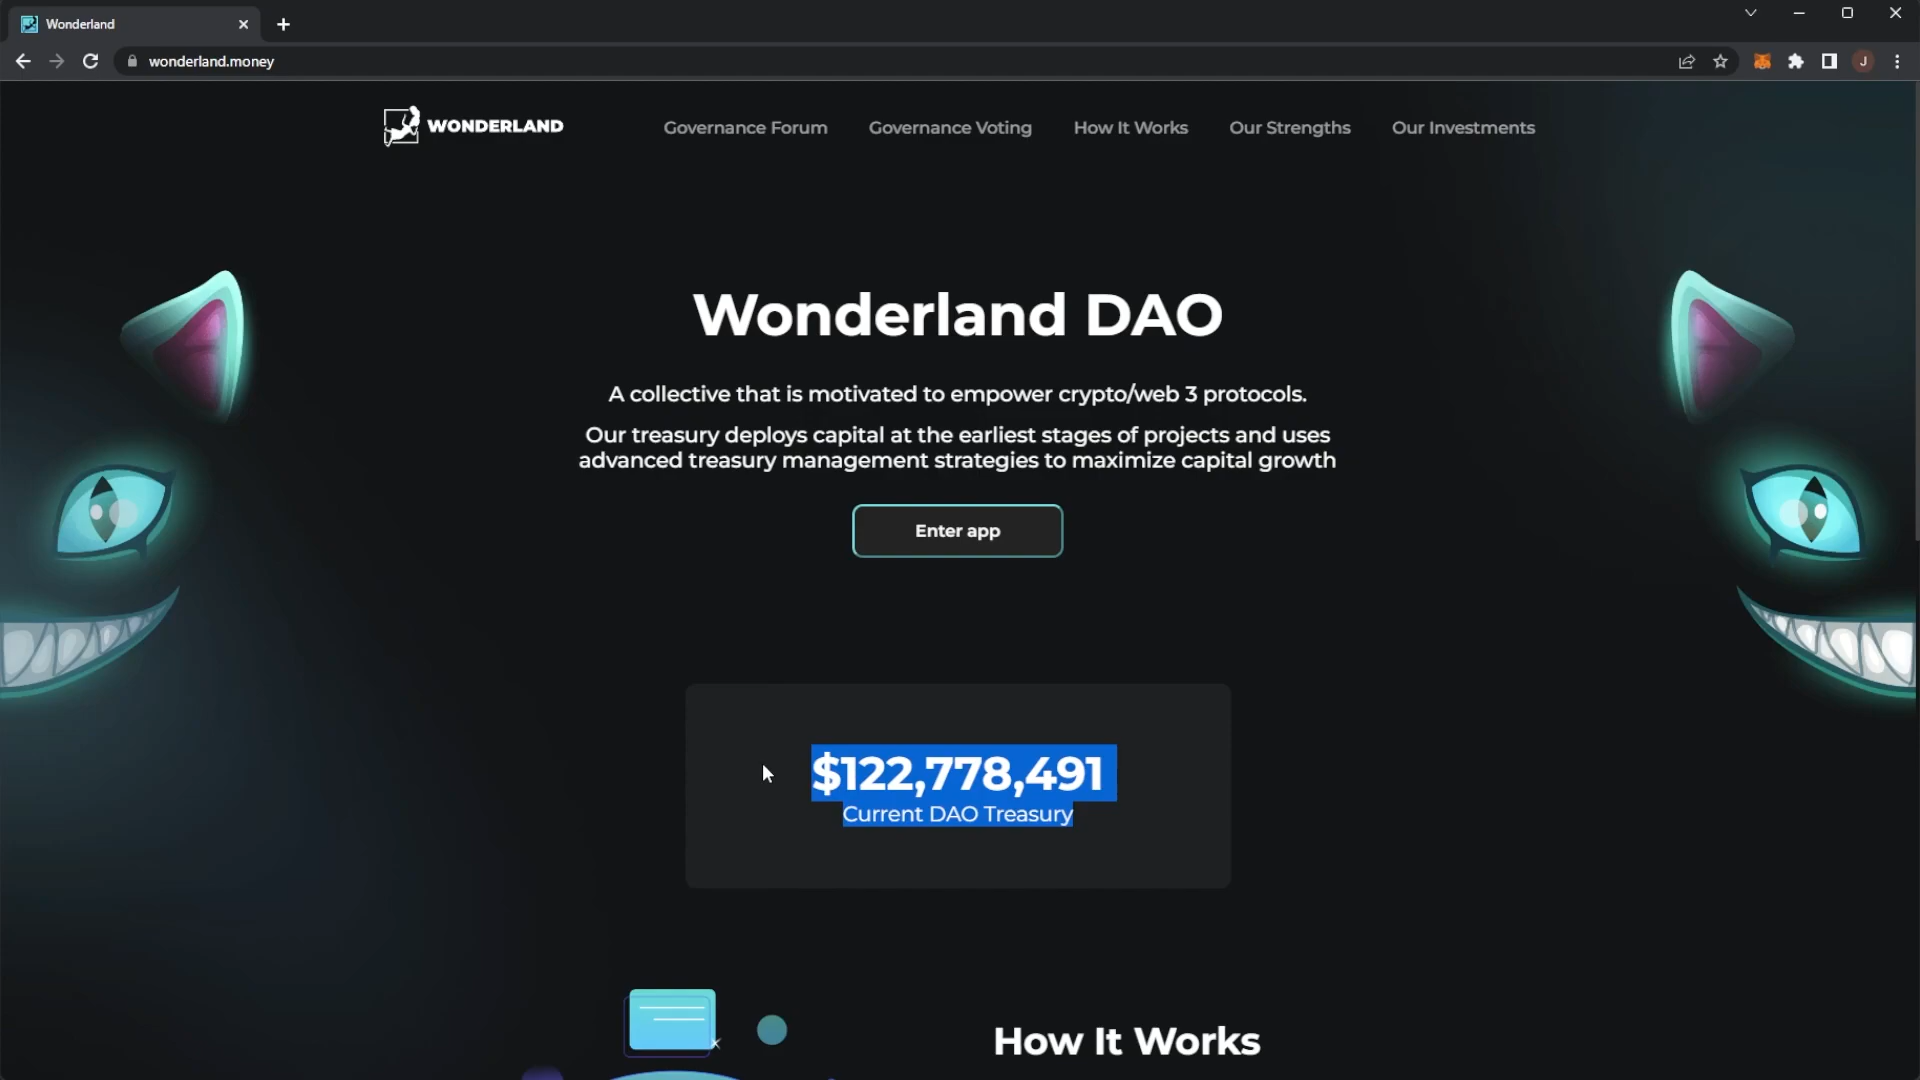 Wonderland
wonderland.money
J
WONDERLAND
Governance Forum
Governance Voting
How It Works
Our Strengths
Our Investments
Wonderland DAO
A collective that is motivated to empower crypto/web 3 protocols.
Our treasury deploys capital at the earliest stages of projects and uses
advanced treasury management strategies to maximize capital growth
Enter app
$122,778,491
Current DAO Treasury
How It Works